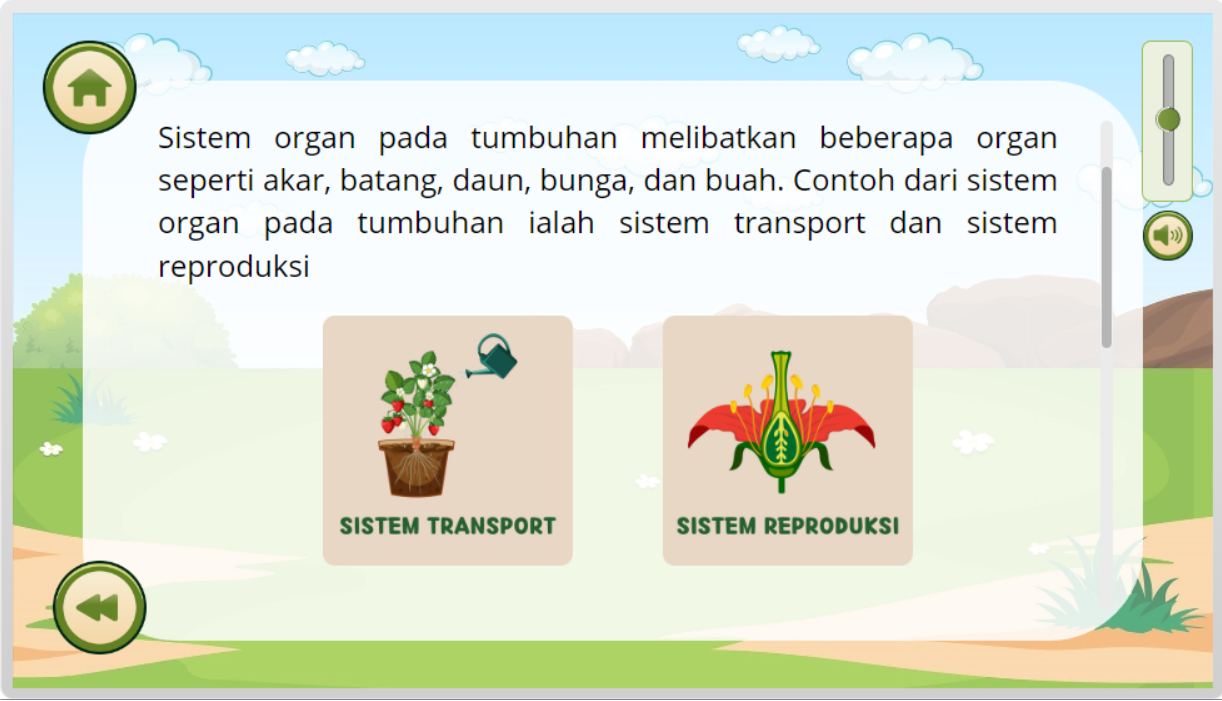 Sistem organ pada tumbuhan melibatkan beberapa organ
seperti akar, batang, daun, bunga, dan buah. Contoh dari sistem
organ pada tumbuhan ialah sistem transport dan sistem
reproduksi
SISTEM TRANSPORT
SISTEM REPRODUKSI